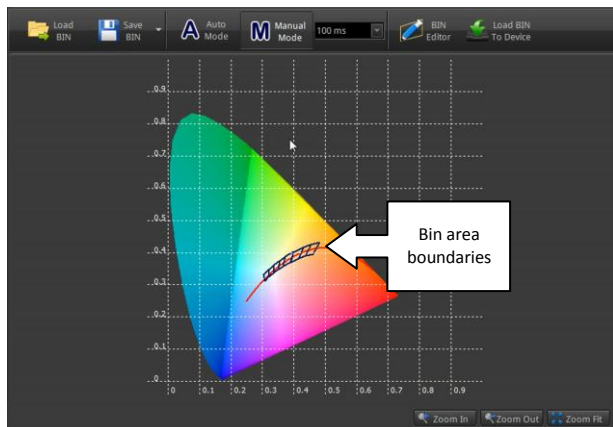 Load
BIN
Save
BIN
A Auto
Mode
M Manual
Mode
100 ms
BIN
Editor
Load BIN
To Device
0.9
0.8
0.7
0.6
0.5
0.4
0.3
0.2
0.1
0
Bin area
boundaries
0 0.1 0.2 0.3 0.4 0.5 0.6 0.7 0.8 0.9
Zoom In Zoom Out Zoom Fit